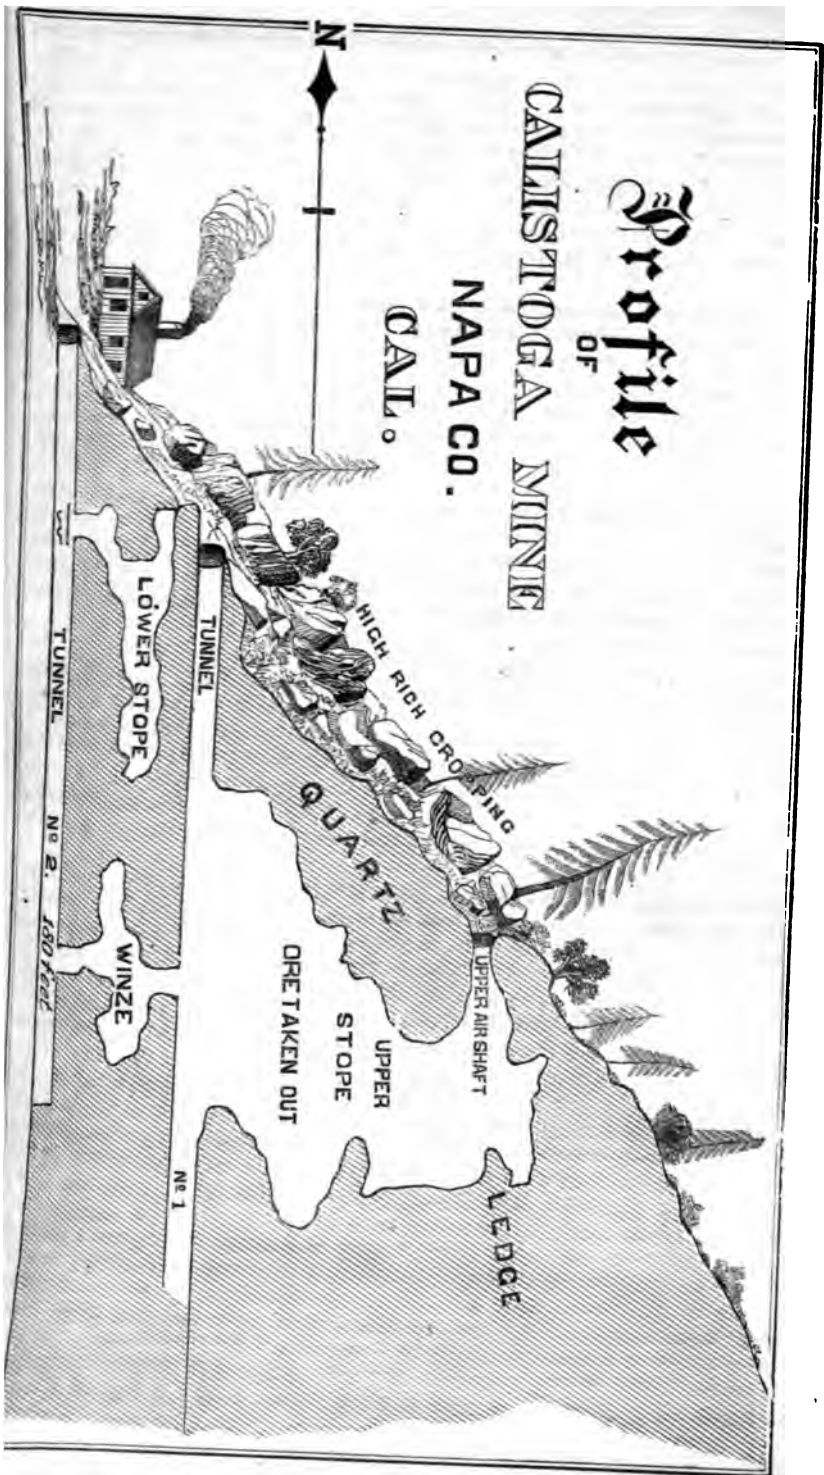 Profile
OF
CALISTOGA MINE
NAPA CO.
CAL.
N
HIGH RICH CROPPING
QUARTZ
UPPER AIR SHAFT
LEDGE
UPPER
STOPE
ORE TAKEN OUT
TUNNEL
Nº 1
LOWER STOPE
WINZE
TUNNEL
Nº 2.
180 feet